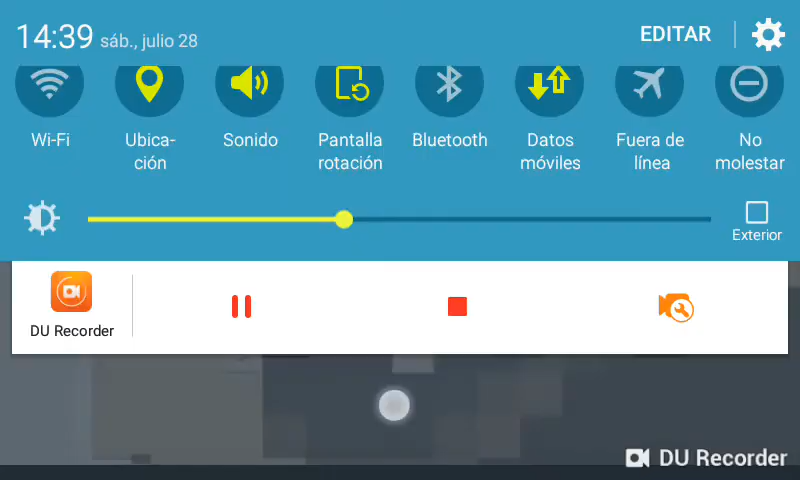 14:39 sáb., julio 28
EDITAR
Wi-Fi
Ubica-
ción
Sonido
Pantalla
rotación
Bluetooth
Datos
móviles
Fuera de
línea
No
molestar
Exterior
DU Recorder
DU Recorder